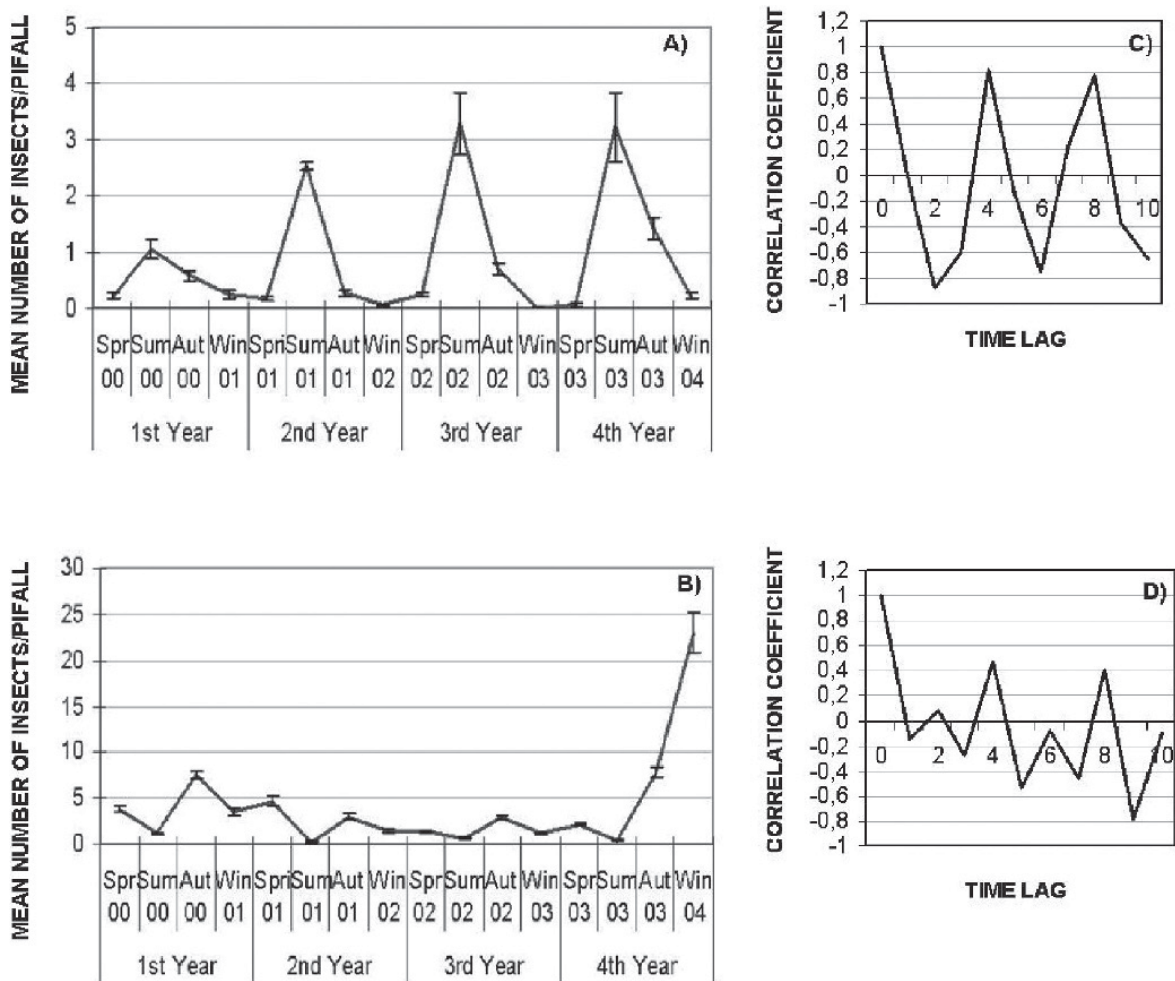 MEAN NUMBER OF INSECTS/PIFALL
5
4
3
2
1
0
A)
Spr Sum Aut Win Spri Sum Aut Win Spr Sum Aut Win Spr Sum Aut Win
00 00 00 01 01 01 01 02 02 02 02 03 03 03 03 04
1st Year 2nd Year 3rd Year 4th Year
CORRELATION COEFFICIENT
1,2
1
0,8
0,6
0,4
0,2
0
-0,2
-0,4
-0,6
-0,8
-1
C)
0 2 4 6 8 10
TIME LAG
MEAN NUMBER OF INSECTS/PIFALL
30
25
20
15
10
5
0
B)
Spr Sum Aut Win Spri Sum Aut Win Spr Sum Aut Win Spr Sum Aut Win
00 00 00 01 01 01 01 02 02 02 02 03 03 03 03 04
1st Year 2nd Year 3rd Year 4th Year
CORRELATION COEFFICIENT
1,2
1
0,8
0,6
0,4
0,2
0
-0,2
-0,4
-0,6
-0,8
-1
D)
0 2 4 6 8 10
TIME LAG